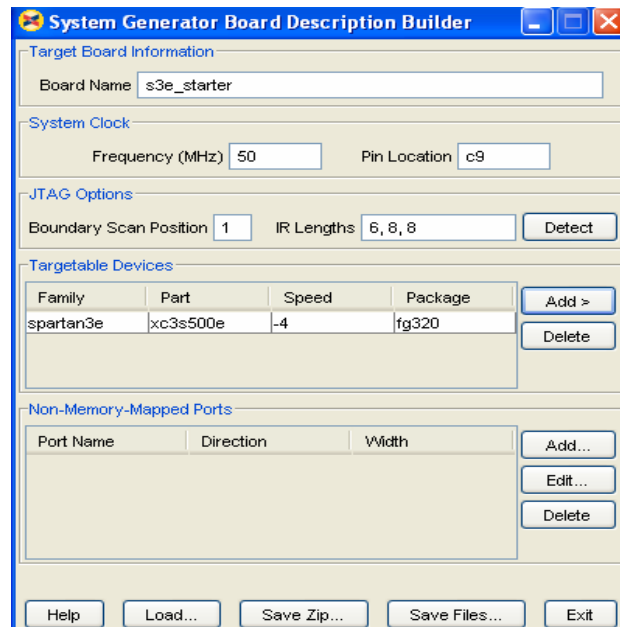 System Generator Board Description Builder
Target Board Information
Board Name s3e_starter
System Clock
Frequency (MHz) 50 Pin Location c9
JTAG Options
Boundary Scan Position 1 IR Lengths 6, 8, 8 Detect
Targetable Devices
Family Part Speed Package Add >
spartan3e xc3s500e -4 fg320
Delete
Non-Memory-Mapped Ports
Port Name Direction Width Add...
Edit...
Delete
Help Load... Save Zip... Save Files... Exit